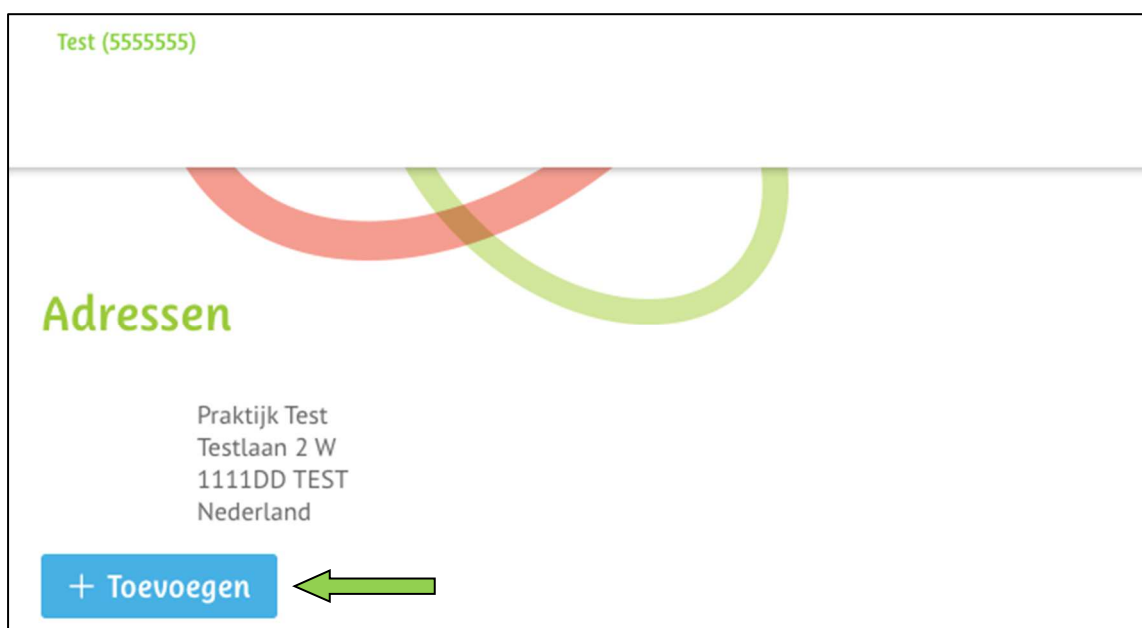 Test (5555555)
Adressen
Praktijk Test
Testlaan 2 W
1111DD TEST
Nederland
+ Toevoegen